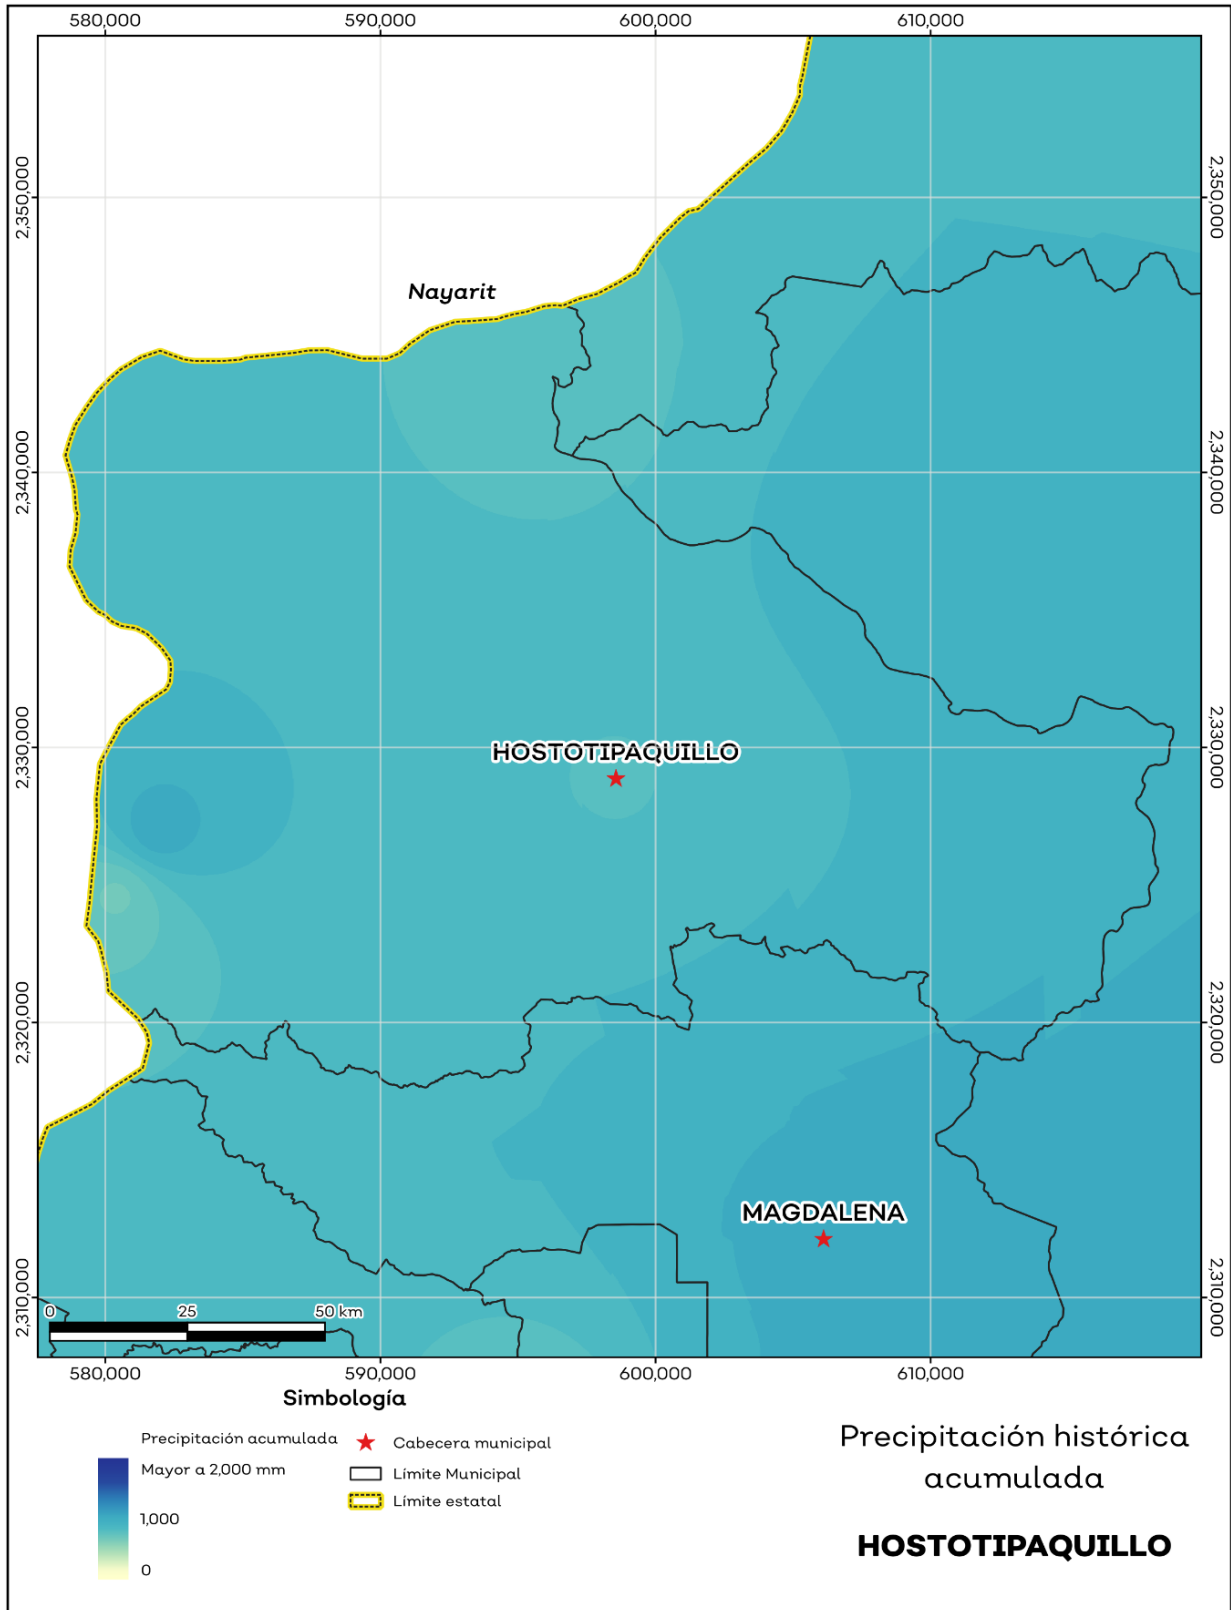 580,000
590,000
600,000
610,000
2,350,000
2,350,000
Nayarit
2,340,000
2,340,000
2,330,000
2,330,000
HOSTOTIPAQUILLO
2,320,000
2,320,000
MAGDALENA
2,310,000
2,310,000
0
25
50 km
580,000
590,000
600,000
610,000
Simbología
Precipitación acumulada
Mayor a 2,000 mm
1,000
0
Cabecera municipal
Límite Municipal
Límite estatal
Precipitación histórica
acumulada
HOSTOTIPAQUILLO